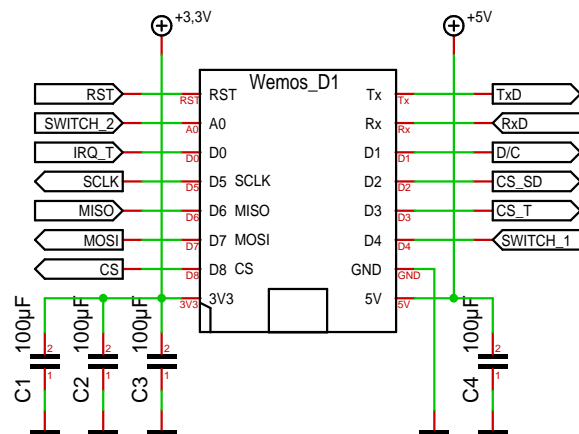 +3,3V +5V
Wemos_D1
RST RST RST Tx Tx TxD
SWITCH_2 A0 A0 Rx Rx RxD
IRQ_T D0 D0 D1 D1 D/C
SCLK D5 D5 SCLK D2 D2 CS_SD
MISO D6 D6 MISO D3 D3 CS_T
MOSI D7 D7 MOSI D4 D4 SWITCH_1
CS D8 D8 CS GND GND
3V3 3V3 5V 5V
100µF 100µF 100µF 100µF
2 2 2 2
1 1 1 1
C1 C2 C3 C4